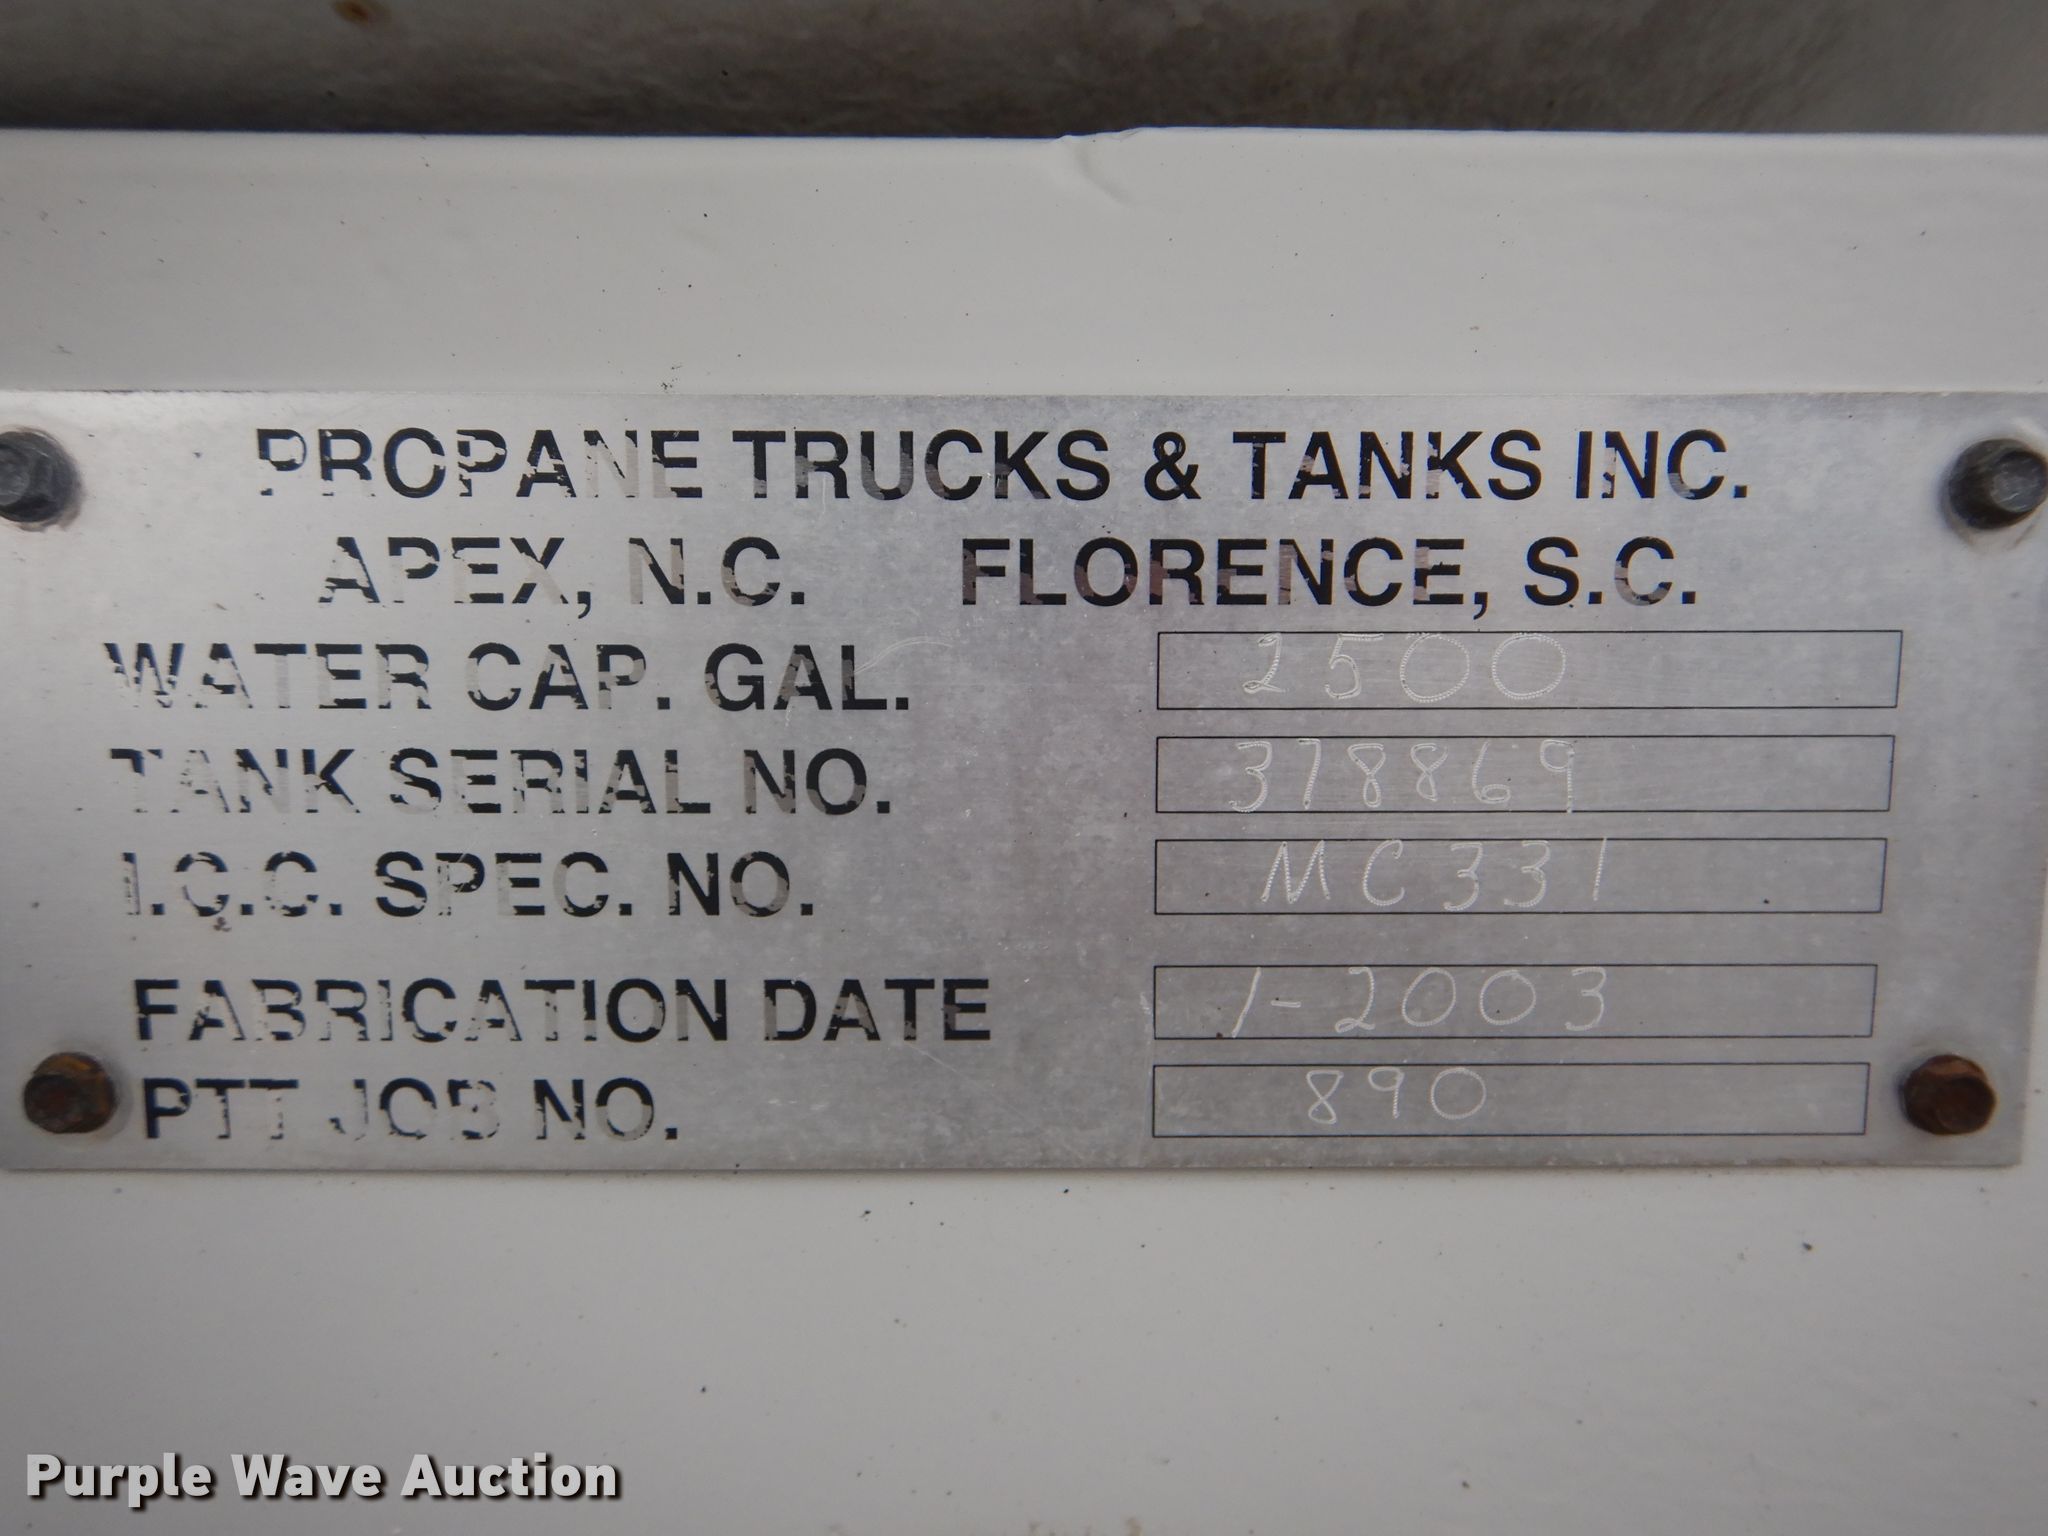 PROPANE TRUCKS & TANKS INC.
APEX, N.C. FLORENCE, S.C.
WATER CAP. GAL. 2500
TANK SERIAL NO. 378869
I.C.C. SPEC. NO. MC331
FABRICATION DATE 1-2003
PTT JOB NO. 890
Purple Wave Auction